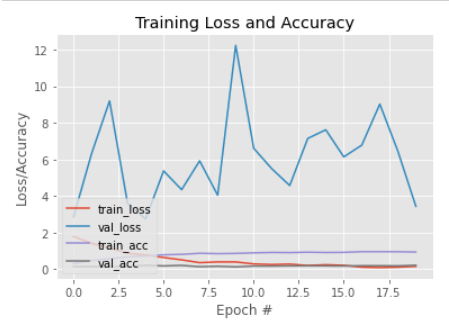 Training Loss and Accuracy
Loss/Accuracy
12
10
8
6
4
2
0
train_loss
val_loss
train_acc
val_acc
0.0 2.5 5.0 7.5 10.0 12.5 15.0 17.5
Epoch #